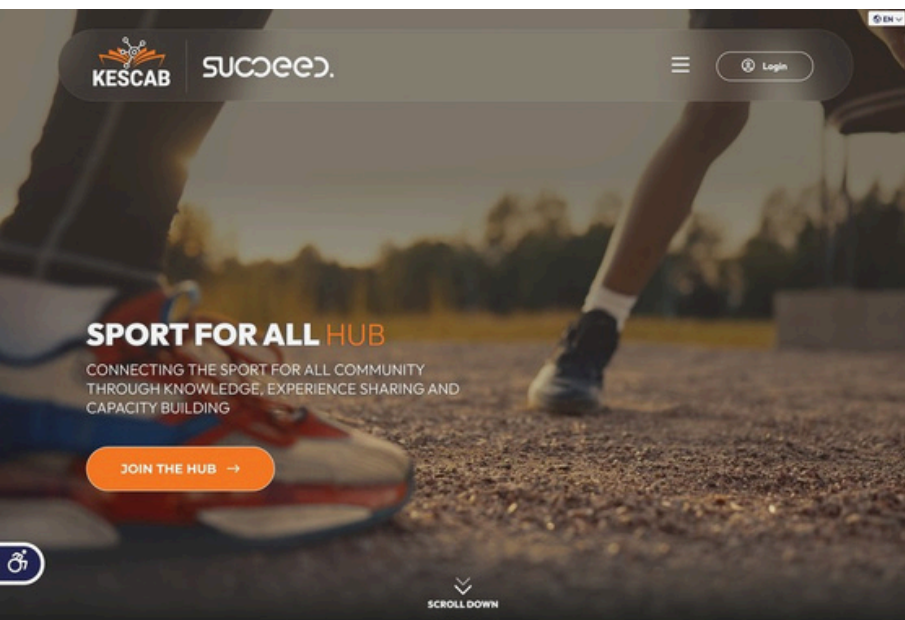 EN
KESCAB
succeed.
Login
SPORT FOR ALL HUB
CONNECTING THE SPORT FOR ALL COMMUNITY
THROUGH KNOWLEDGE, EXPERIENCE SHARING AND
CAPACITY BUILDING
JOIN THE HUB →
SCROLL DOWN